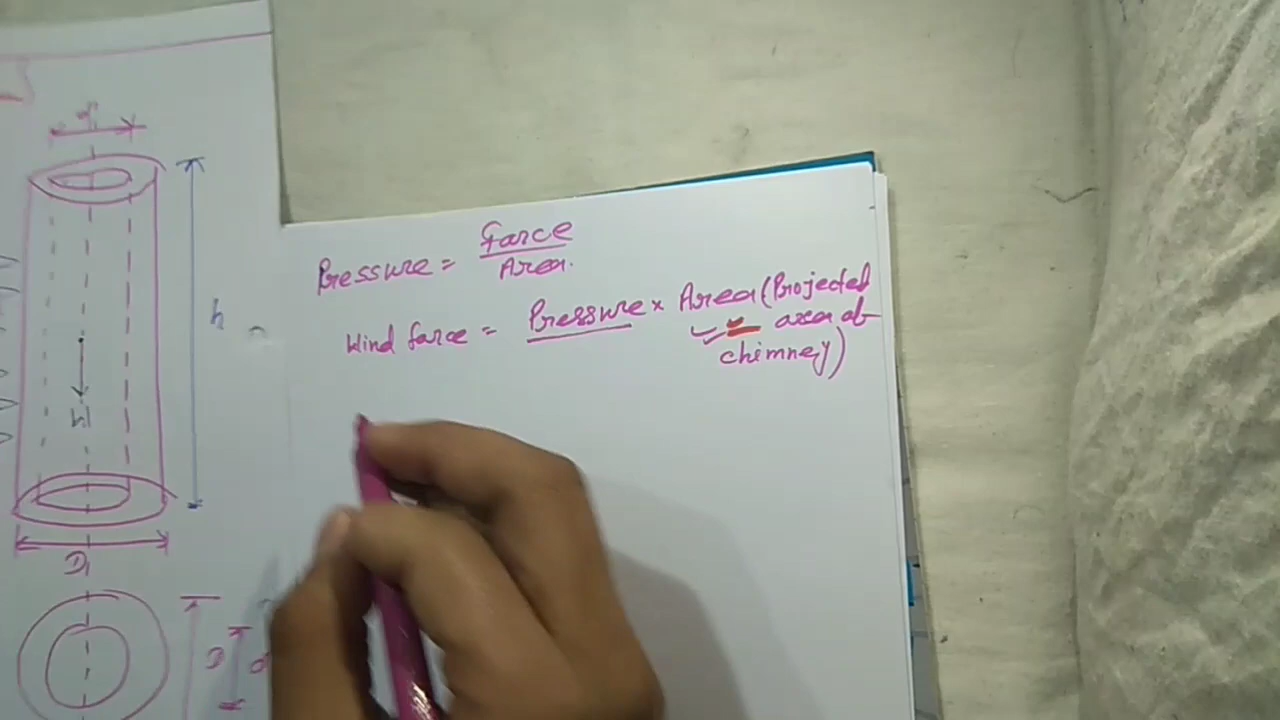 d
h
W
D
D
d
Force
Pressure = Area.
Wind force = Pressure × Area (Projected
area of
chimney)